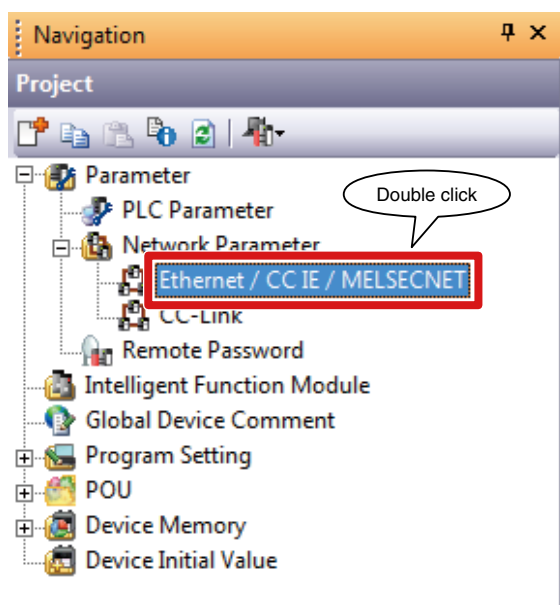 Navigation
Project
Parameter
Double click
PLC Parameter
Network Parameter
Ethernet / CC IE / MELSECNET
CC-Link
Remote Password
Intelligent Function Module
Global Device Comment
Program Setting
POU
Device Memory
Device Initial Value